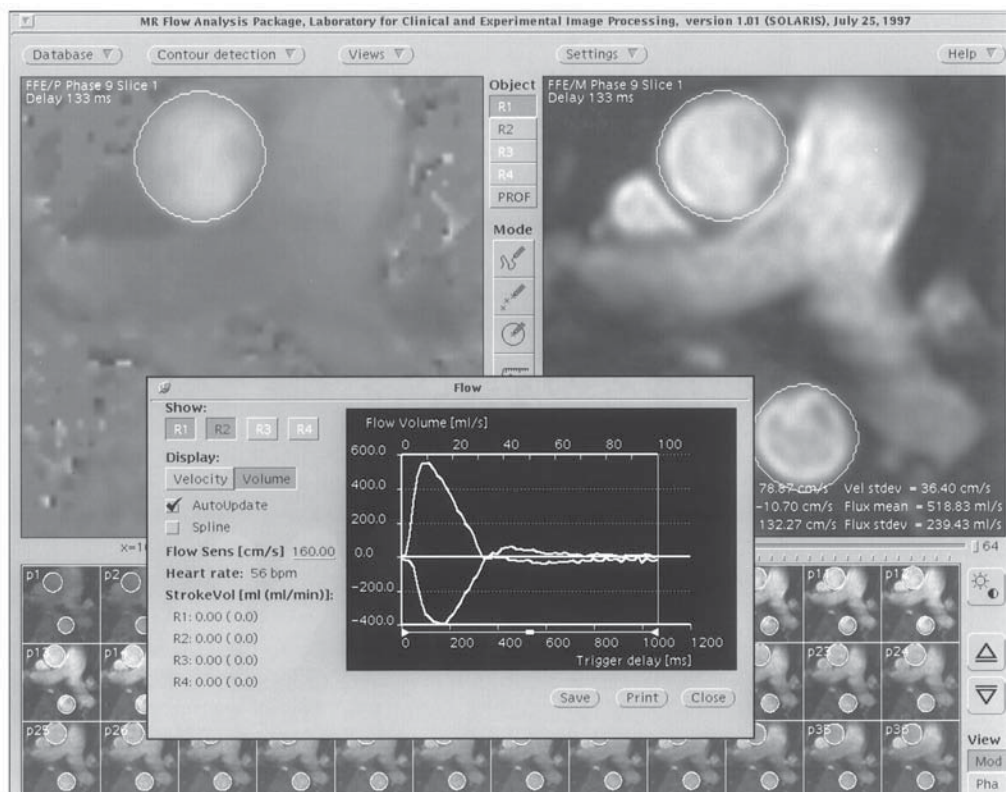 MR Flow Analysis Package, Laboratory for Clinical and Experimental Image Processing, version 1.01 (SOLARIS), July 25, 1997
Database Contour detection Views Settings Help
FFE/P Phase 9 Slice 1
Delay 133 ms
Object
R1
R2
R3
R4
PROF
Mode
FFE/M Phase 9 Slice 1
Delay 133 ms
78.87 cm/s Vel stdev = 36.40 cm/s
-10.70 cm/s Flux mean = 518.83 ml/s
132.27 cm/s Flux stdev = 239.43 ml/s
64
Flow
Show:
R1 R2 R3 R4
Display:
Velocity Volume
AutoUpdate
Spline
Flow Sens [cm/s] 160.00
Heart rate: 56 bpm
StrokeVol [ml (ml/min)]:
R1: 0.00 ( 0.0)
R2: 0.00 ( 0.0)
R3: 0.00 ( 0.0)
R4: 0.00 ( 0.0)
Flow Volume [ml/s]
0 20 40 60 80 100
600.0
400.0
200.0
0.0
-200.0
-400.0
0 200 400 600 800 1000 1200
Trigger delay [ms]
Save Print Close
p1 p2
p13 p14 p23 p24
p25 p26 p35 p36
View
Mod
Pha